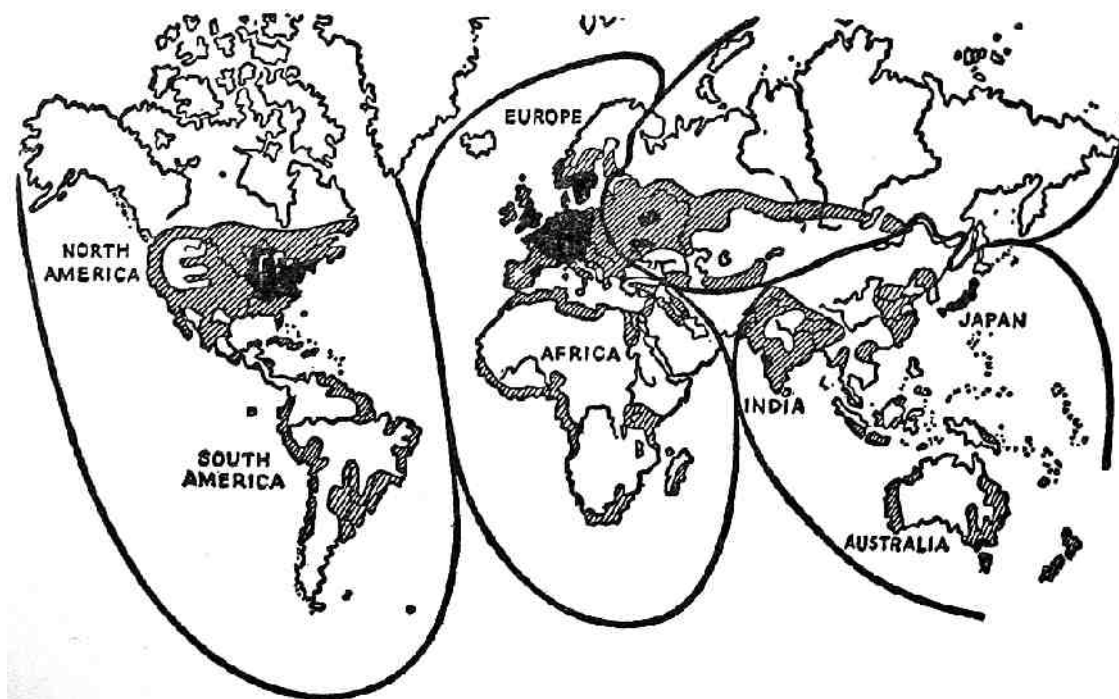 EUROPE
NORTH
AMERICA
AFRICA
JAPAN
INDIA
SOUTH
AMERICA
AUSTRALIA
B
B